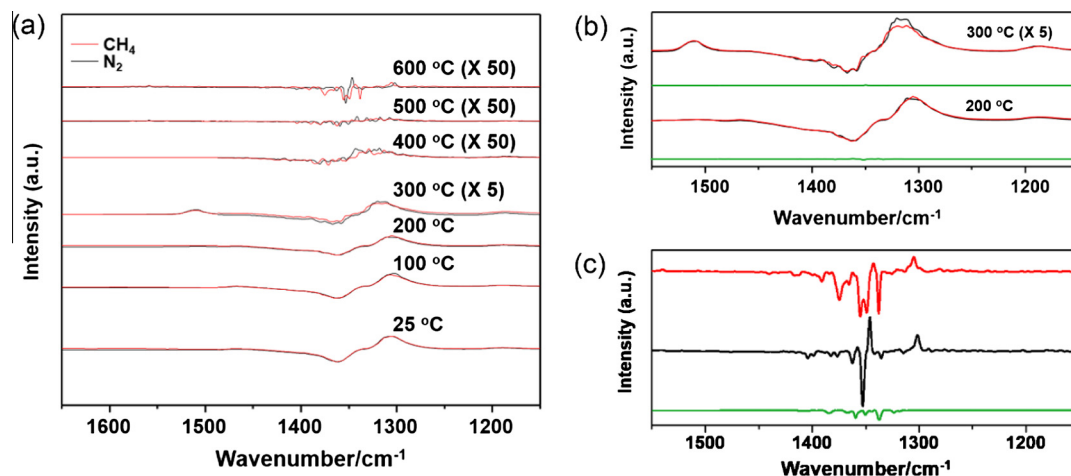 (a)
CH₄
N₂
600 °C (X 50)
500 °C (X 50)
400 °C (X 50)
300 °C (X 5)
200 °C
100 °C
25 °C
Intensity (a.u.)
1600 1500 1400 1300 1200
Wavenumber/cm⁻¹
(b)
300 °C (X 5)
200 °C
Intensity (a.u.)
1500 1400 1300 1200
Wavenumber/cm⁻¹
(c)
Intensity (a.u.)
1500 1400 1300 1200
Wavenumber/cm⁻¹